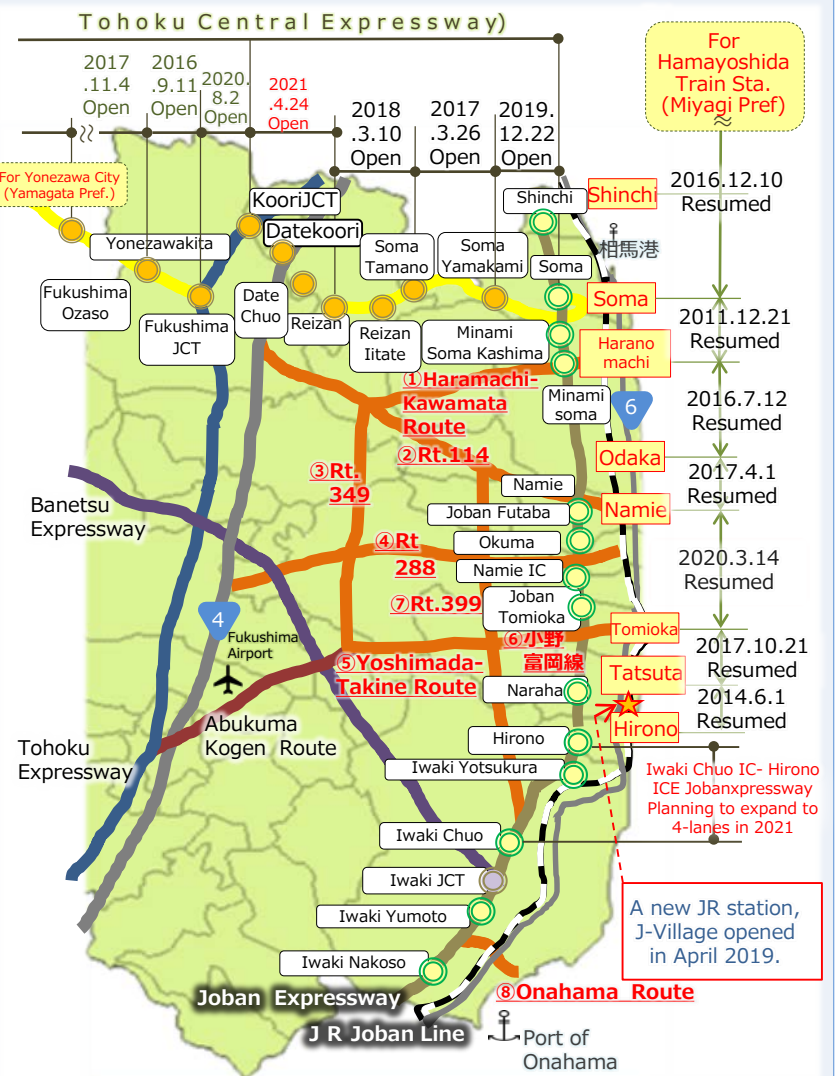 Tohoku Central Expressway)
2017
.11.4
Open
2016
.9.11
Open
2020.
8.2
Open
2021
.4.24
Open
2018
.3.10
Open
2017
.3.26
Open
2019.
12.22
Open
For
Hamayoshida
Train Sta.
(Miyagi Pref)
≈
For Yonezawa City
(Yamagata Pref.)
KooriJCT
Datekoori
Yonezawakita
Fukushima
Ozaso
Fukushima
JCT
Date
Chuo
Reizan
Reizan
Iitate
Soma
Tamano
Soma
Yamakami
Shinchi
Shinchi
2016.12.10
Resumed
相馬港
Soma
Soma
2011.12.21
Resumed
Minami
Soma Kashima
Harano
machi
Minami
soma
6
2016.7.12
Resumed
①Haramachi-
Kawamata
Route
②Rt.114
③Rt.
349
Odaka
2017.4.1
Resumed
Namie
Namie
Banetsu
Expressway
Joban Futaba
Okuma
④Rt
288
Namie IC
2020.3.14
Resumed
⑦Rt.399
Joban
Tomioka
4
Fukushima
Airport
⑥小野
富岡線
Tomioka
2017.10.21
Resumed
⑤Yoshimada-
Takine Route
Tatsuta
Naraha
2014.6.1
Resumed
Abukuma
Kogen Route
Hirono
Hirono
Tohoku
Expressway
Iwaki Yotsukura
Iwaki Chuo IC- Hirono
ICE Jobanxpressway
Planning to expand to
4-lanes in 2021
Iwaki Chuo
Iwaki JCT
Iwaki Yumoto
A new JR station,
J-Village opened
in April 2019.
Iwaki Nakoso
Joban Expressway
⑧Onahama Route
J R Joban Line
Port of
Onahama